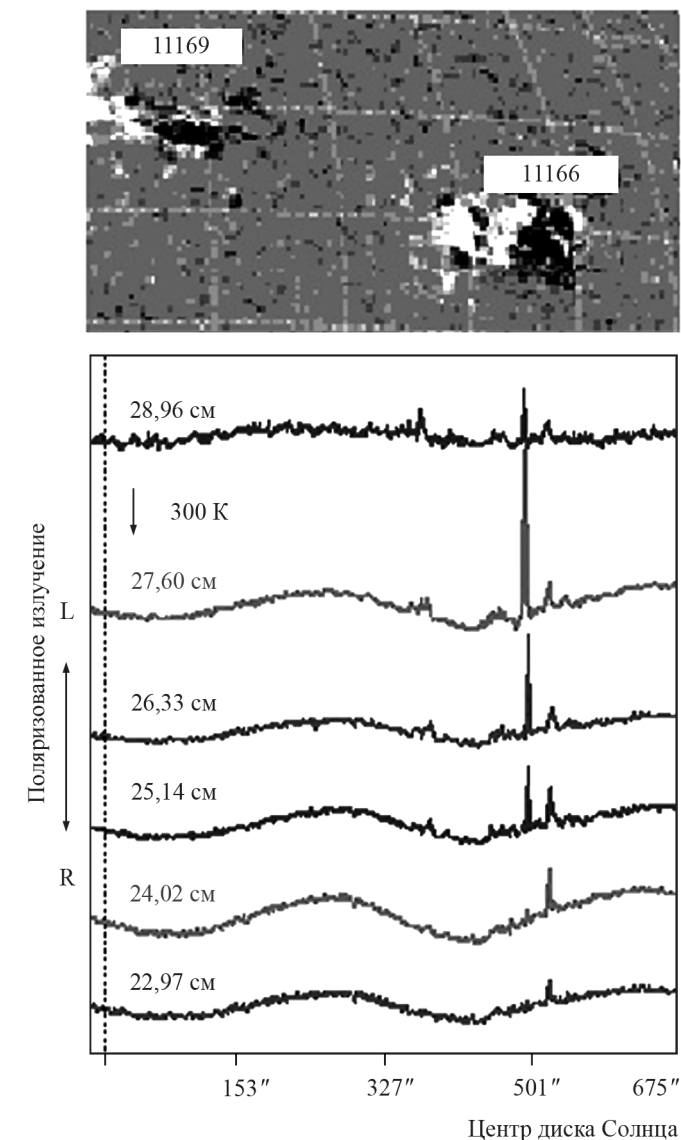 11169
11166
28,96 см
300 К
27,60 см
Поляризованное излучение
L
26,33 см
25,14 см
R
24,02 см
22,97 см
153″
327″
501″
675″
Центр диска Солнца